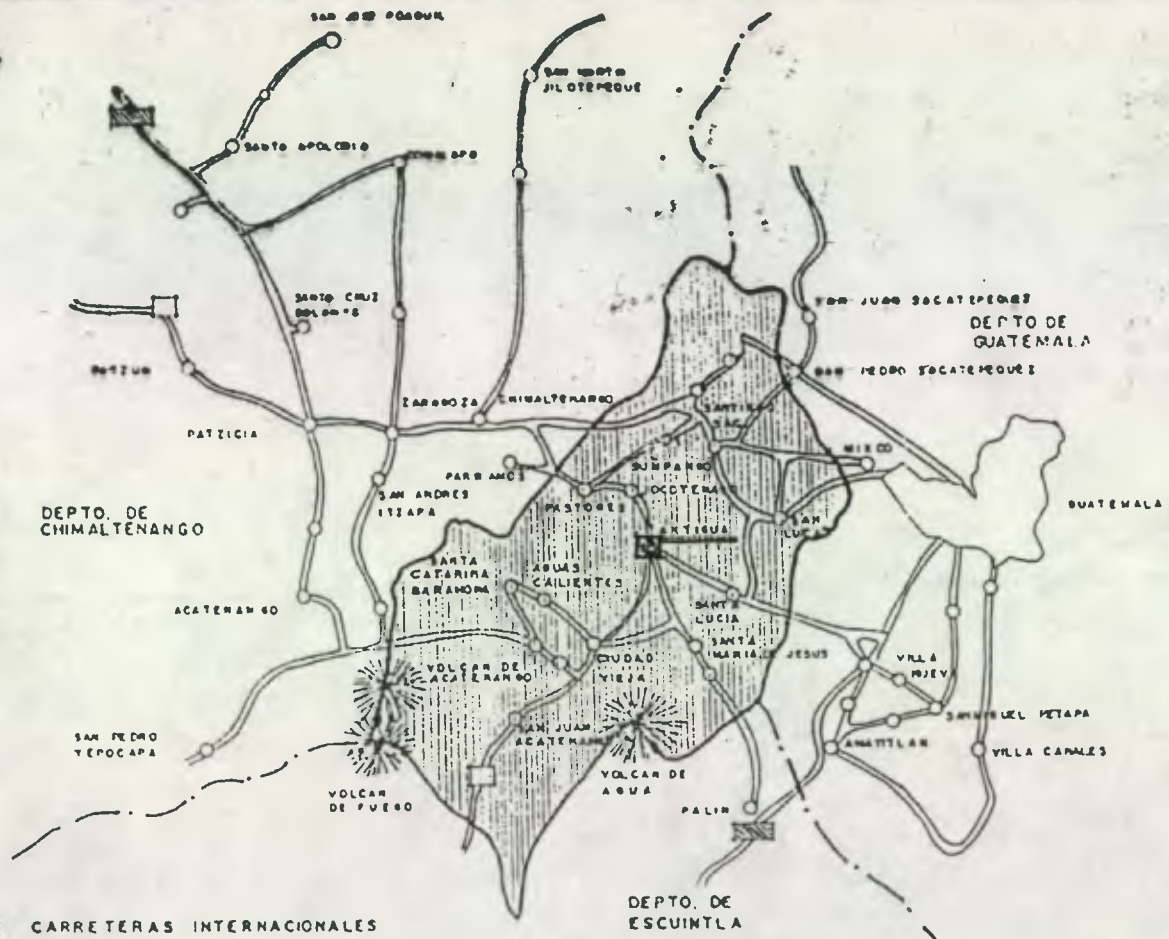 SAN JOSE POAQUIL
SAN MARTIN
JILOTEPEQUE
SANTA APOLONIA
COMALAPA
SANTA CRUZ
BALANYA
SAN JUAN SACATEPEQUEZ
DEPTO DE
GUATEMALA
SAN PEDRO SACATEPEQUEZ
PATZUN
ZARAGOZA
CHIMALTENANGO
SANTIAGO
SAC.
PATZICIA
MIXCO
PARRAMOS
SUMPANGO
SAN ANDRES
ITZAPA
PASTORES
GUATEMALA
DEPTO. DE
CHIMALTENANGO
SAN
LUCAS
ANTIGUA
SANTA
CATARINA
BARAHONA
AGUAS
CALIENTES
ACATENANGO
SANTA
LUCIA
SANTA
MARIA DE JESUS
CIUDAD
VIEJA
VILLA
NUEVA
VOLCAN DE
ACATENANGO
SAN MIGUEL PETAPA
SAN PEDRO
YEPOCAPA
SAN JUAN
AMATITLAN
VILLA CANALES
VOLCAN DE
AGUA
VOLCAN
DE FUEGO
PALIN
DEPTO. DE
ESCUINTLA
CARRETERAS INTERNACIONALES